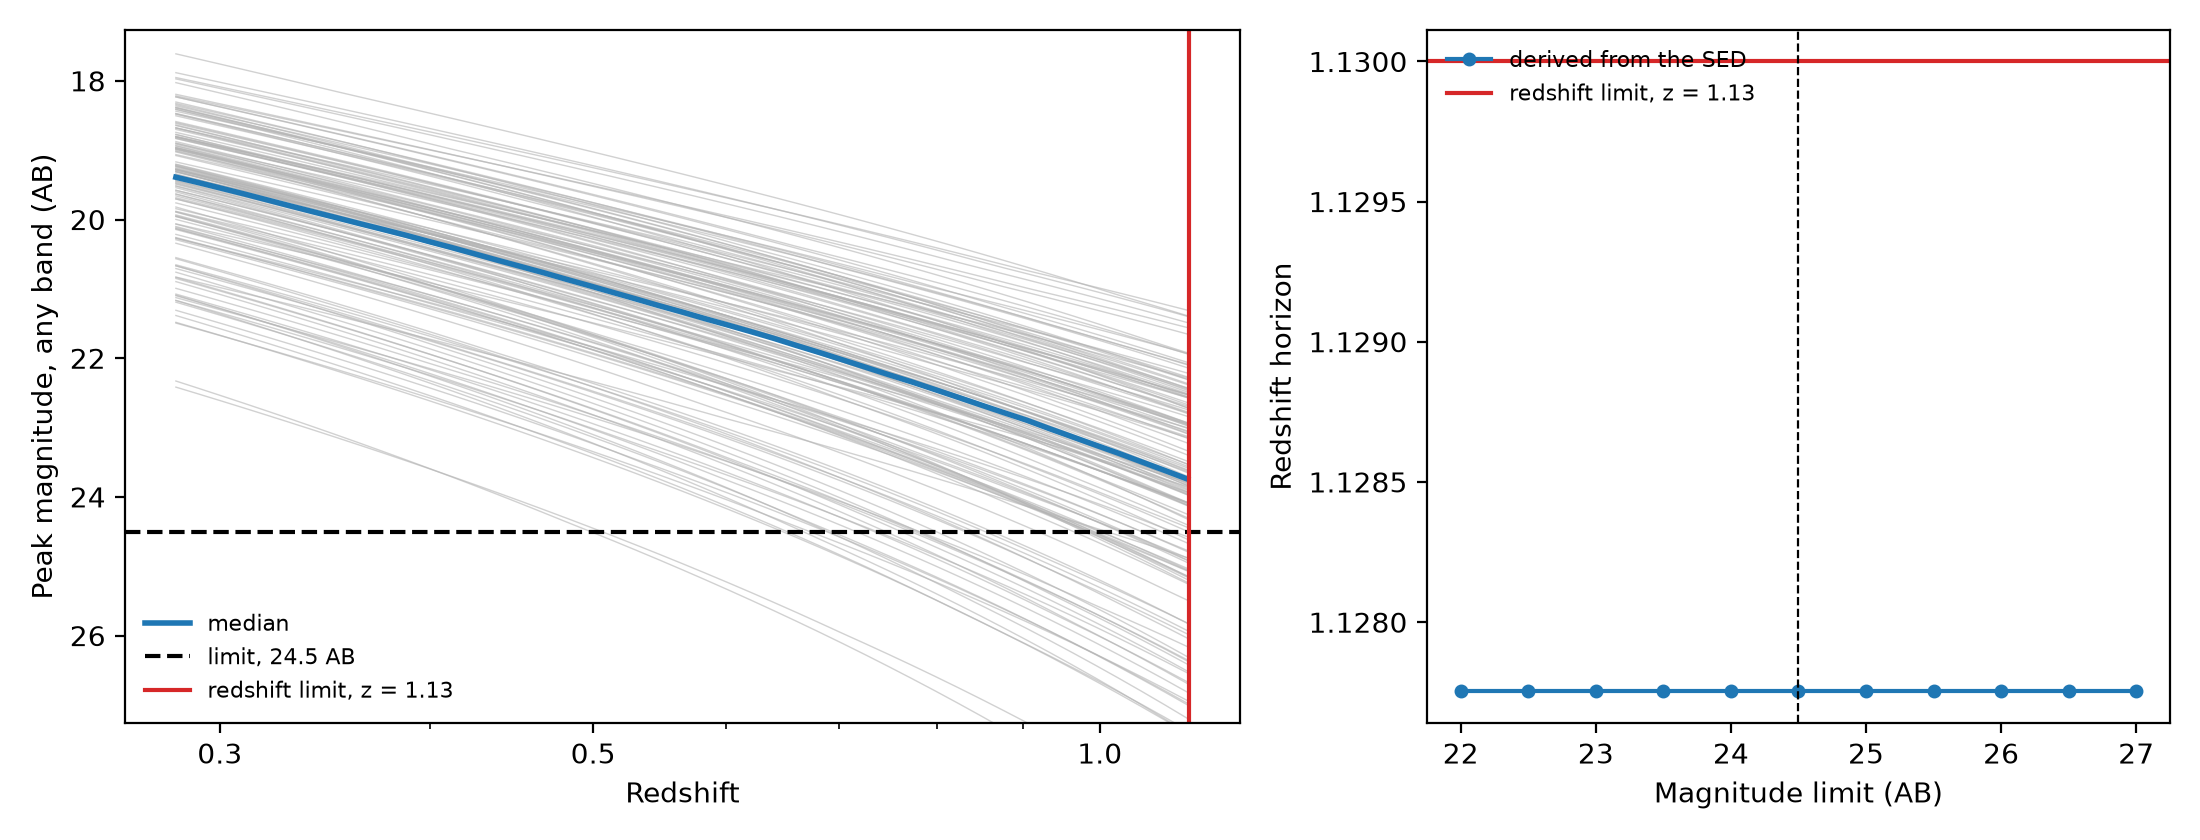 Peak magnitude, any band (AB)
18
20
22
24
26
median
limit, 24.5 AB
redshift limit, z = 1.13
0.3
0.5
1.0
Redshift
Redshift horizon
1.1300
1.1295
1.1290
1.1285
1.1280
derived from the SED
redshift limit, z = 1.13
22
23
24
25
26
27
Magnitude limit (AB)